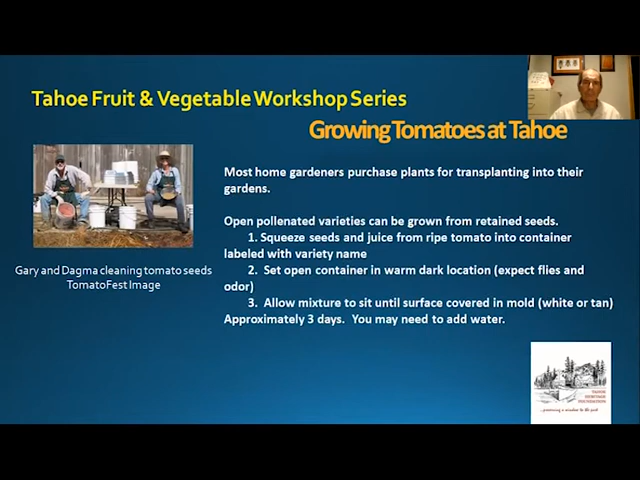 Tahoe Fruit & Vegetable Workshop Series
Growing Tomatoes at Tahoe
Most home gardeners purchase plants for transplanting into their
gardens.
Open pollenated varieties can be grown from retained seeds.
1. Squeeze seeds and juice from ripe tomato into container
labeled with variety name
2. Set open container in warm dark location (expect flies and
odor)
3. Allow mixture to sit until surface covered in mold (white or tan)
Approximately 3 days. You may need to add water.
Gary and Dagma cleaning tomato seeds
TomatoFest Image
TAHOE
HERITAGE
FOUNDATION